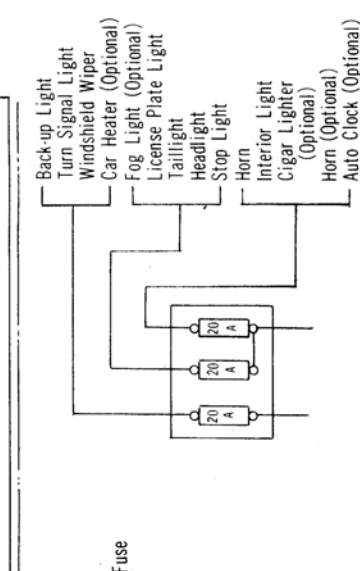 Back-up Light
Turn Signal Light
Windshield Wiper
Car Heater (Optional)
Fog Light (Optional)
License Plate Light
Taillight
Headlight
Stop Light
Horn
Interior Light
Cigar Lighter
(Optional)
Horn (Optional)
Auto Clock (Optional)
20
A
20
A
20
A
Fuse